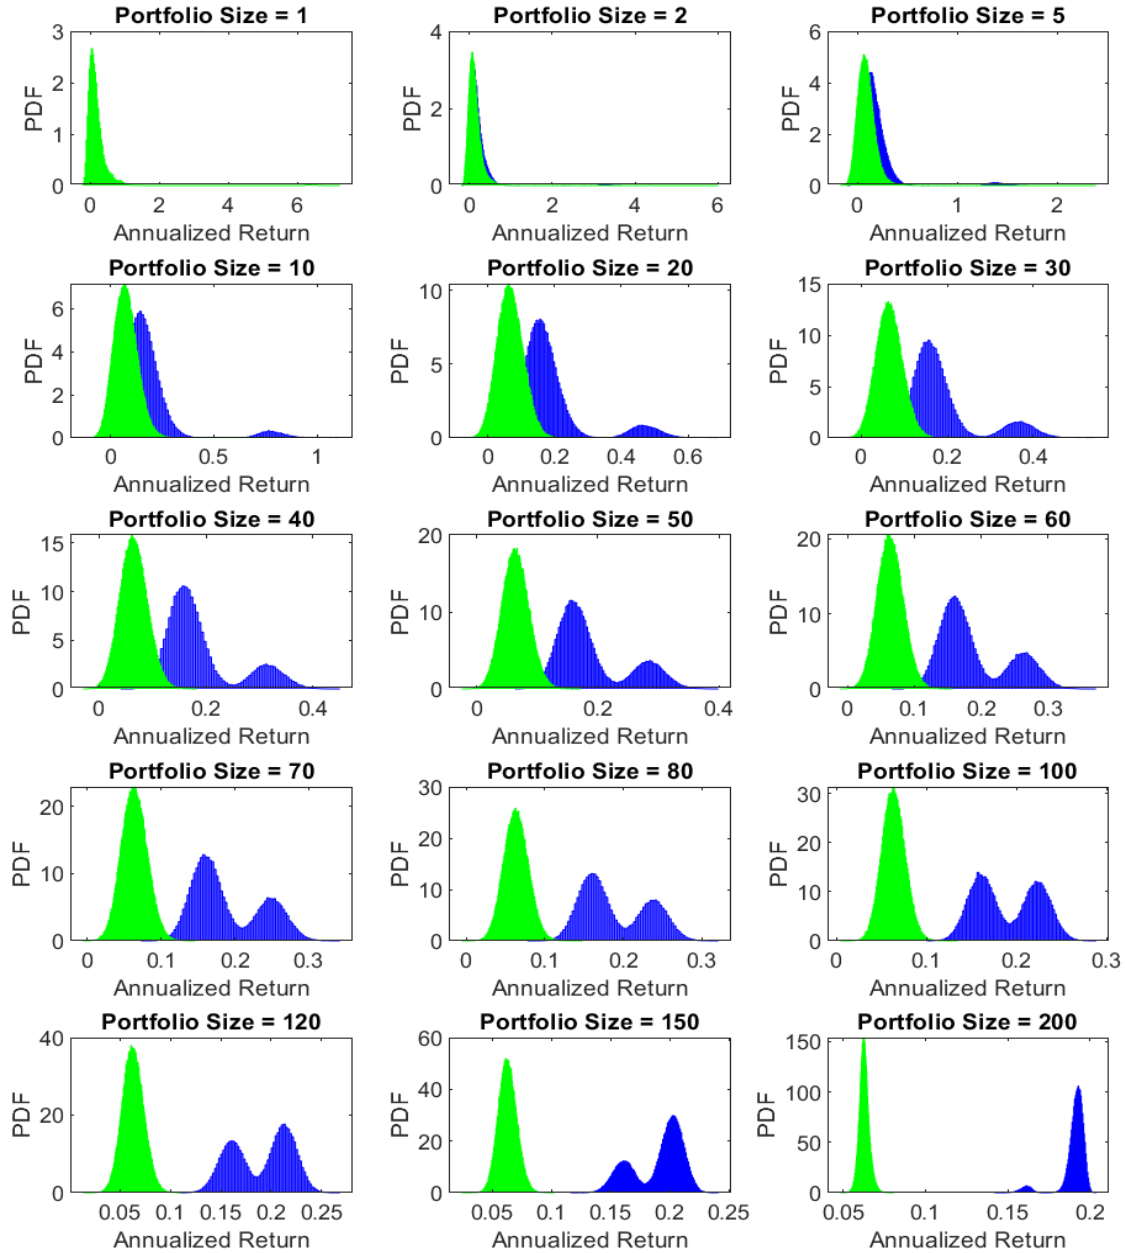 Portfolio Size = 1
3
2
1
0
PDF
0 2 4 6
Annualized Return
Portfolio Size = 2
4
2
0
PDF
0 2 4 6
Annualized Return
Portfolio Size = 5
6
4
2
0
PDF
0 1 2
Annualized Return
Portfolio Size = 10
6
4
2
0
PDF
0 0.5 1
Annualized Return
Portfolio Size = 20
10
5
0
PDF
0 0.2 0.4 0.6
Annualized Return
Portfolio Size = 30
15
10
5
0
PDF
0 0.2 0.4
Annualized Return
Portfolio Size = 40
15
10
5
0
PDF
0 0.2 0.4
Annualized Return
Portfolio Size = 50
20
10
0
PDF
0 0.2 0.4
Annualized Return
Portfolio Size = 60
20
10
0
PDF
0 0.1 0.2 0.3
Annualized Return
Portfolio Size = 70
20
10
0
PDF
0 0.1 0.2 0.3
Annualized Return
Portfolio Size = 80
30
20
10
0
PDF
0 0.1 0.2 0.3
Annualized Return
Portfolio Size = 100
30
20
10
0
PDF
0 0.1 0.2 0.3
Annualized Return
Portfolio Size = 120
40
20
0
PDF
0.05 0.1 0.15 0.2 0.25
Annualized Return
Portfolio Size = 150
60
40
20
0
PDF
0.05 0.1 0.15 0.2 0.25
Annualized Return
Portfolio Size = 200
150
100
50
0
PDF
0.05 0.1 0.15 0.2
Annualized Return